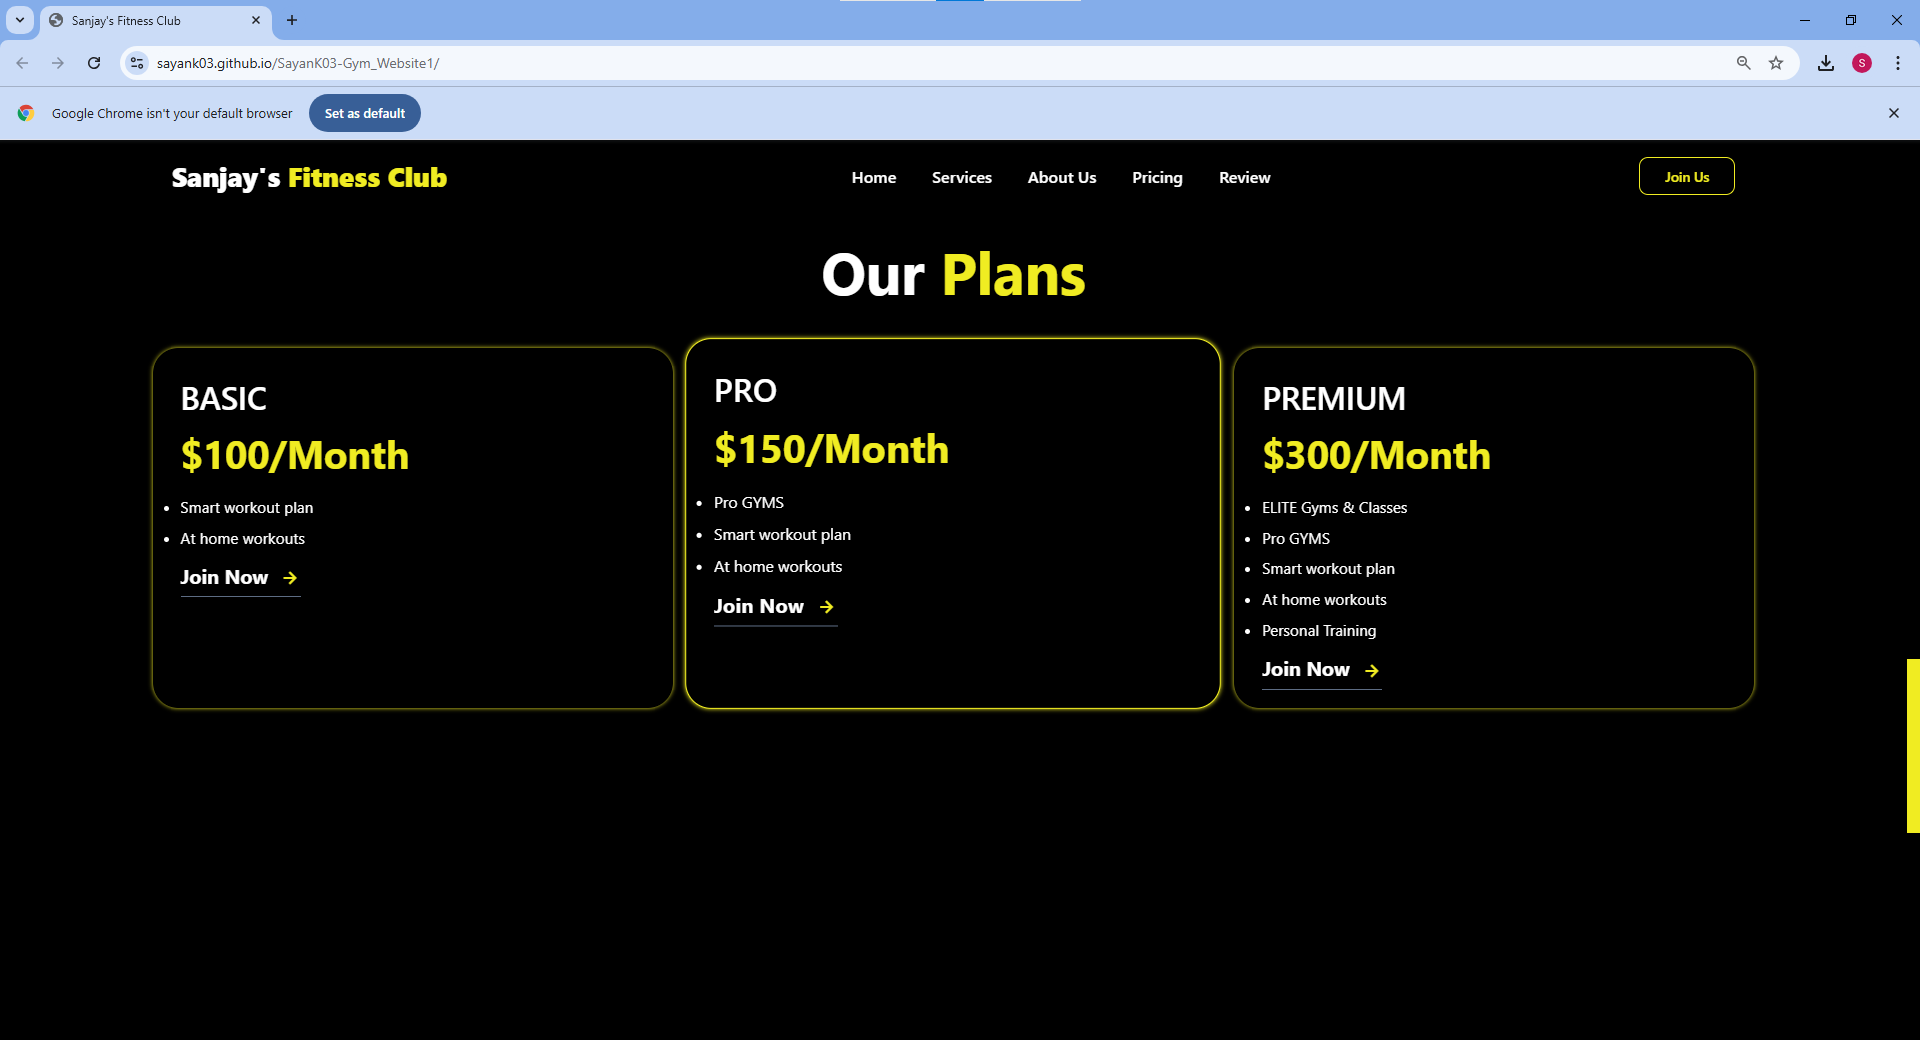 Sanjay's Fitness Club
sayank03.github.io/SayanK03-Gym_Website1/
S
Google Chrome isn't your default browser
Set as default
Sanjay's Fitness Club
Home
Services
About Us
Pricing
Review
Join Us
Our Plans
BASIC
$100/Month
Smart workout plan
At home workouts
Join Now
PRO
$150/Month
Pro GYMS
Smart workout plan
At home workouts
Join Now
PREMIUM
$300/Month
ELITE Gyms & Classes
Pro GYMS
Smart workout plan
At home workouts
Personal Training
Join Now